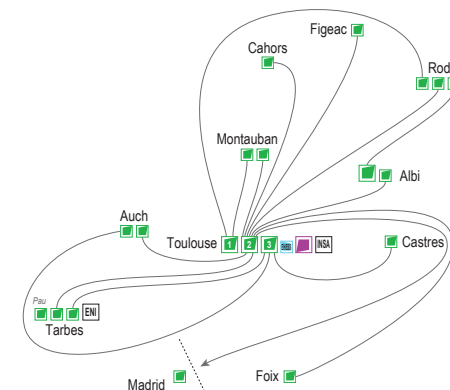 Figeac
Cahors
Rod
Montauban
Albi
Auch
Toulouse 1 2 3 INSA
Castres
Pau
ENI
Tarbes
Madrid
Foix